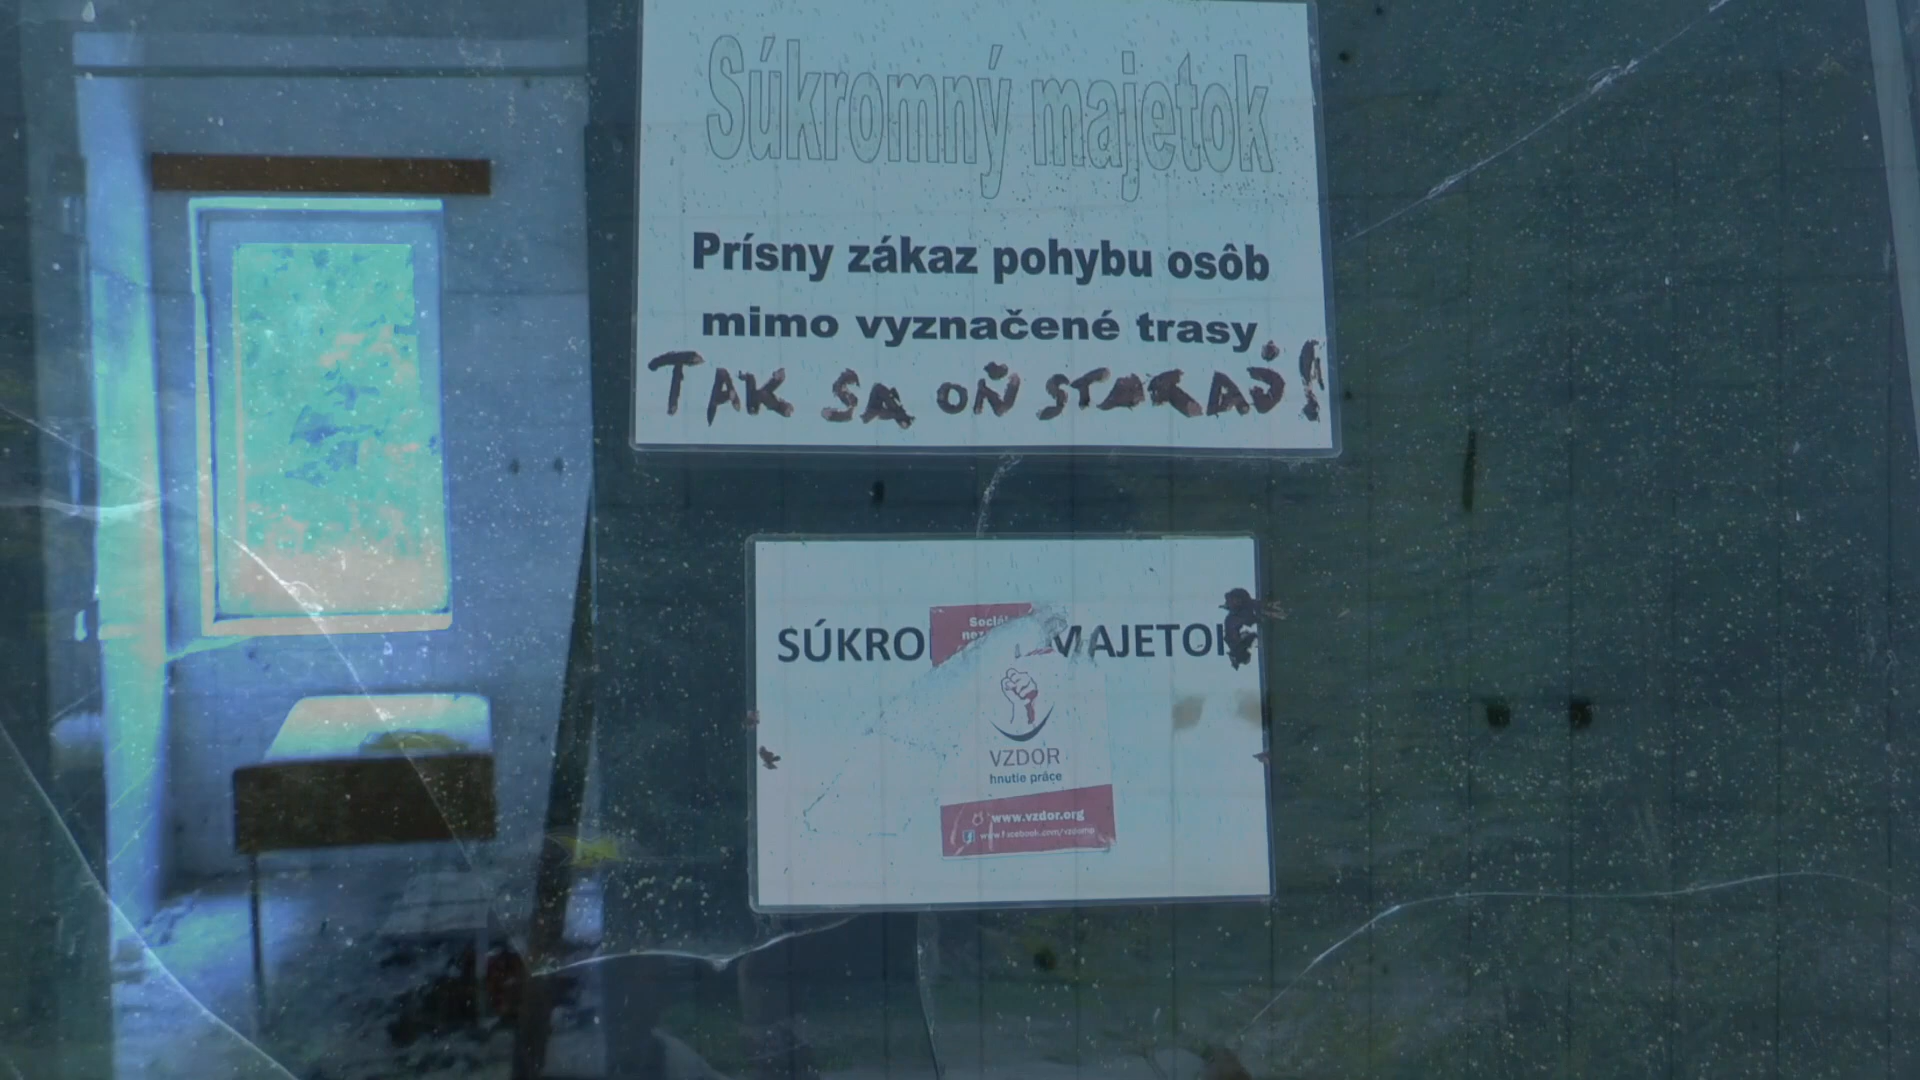 Súkromný majetok
Prísny zákaz pohybu osôb
mimo vyznačené trasy
TAK SA OŇ STARAJ!
SÚKRO MAJETOK
VZDOR
hnutie práce
www.vzdor.org